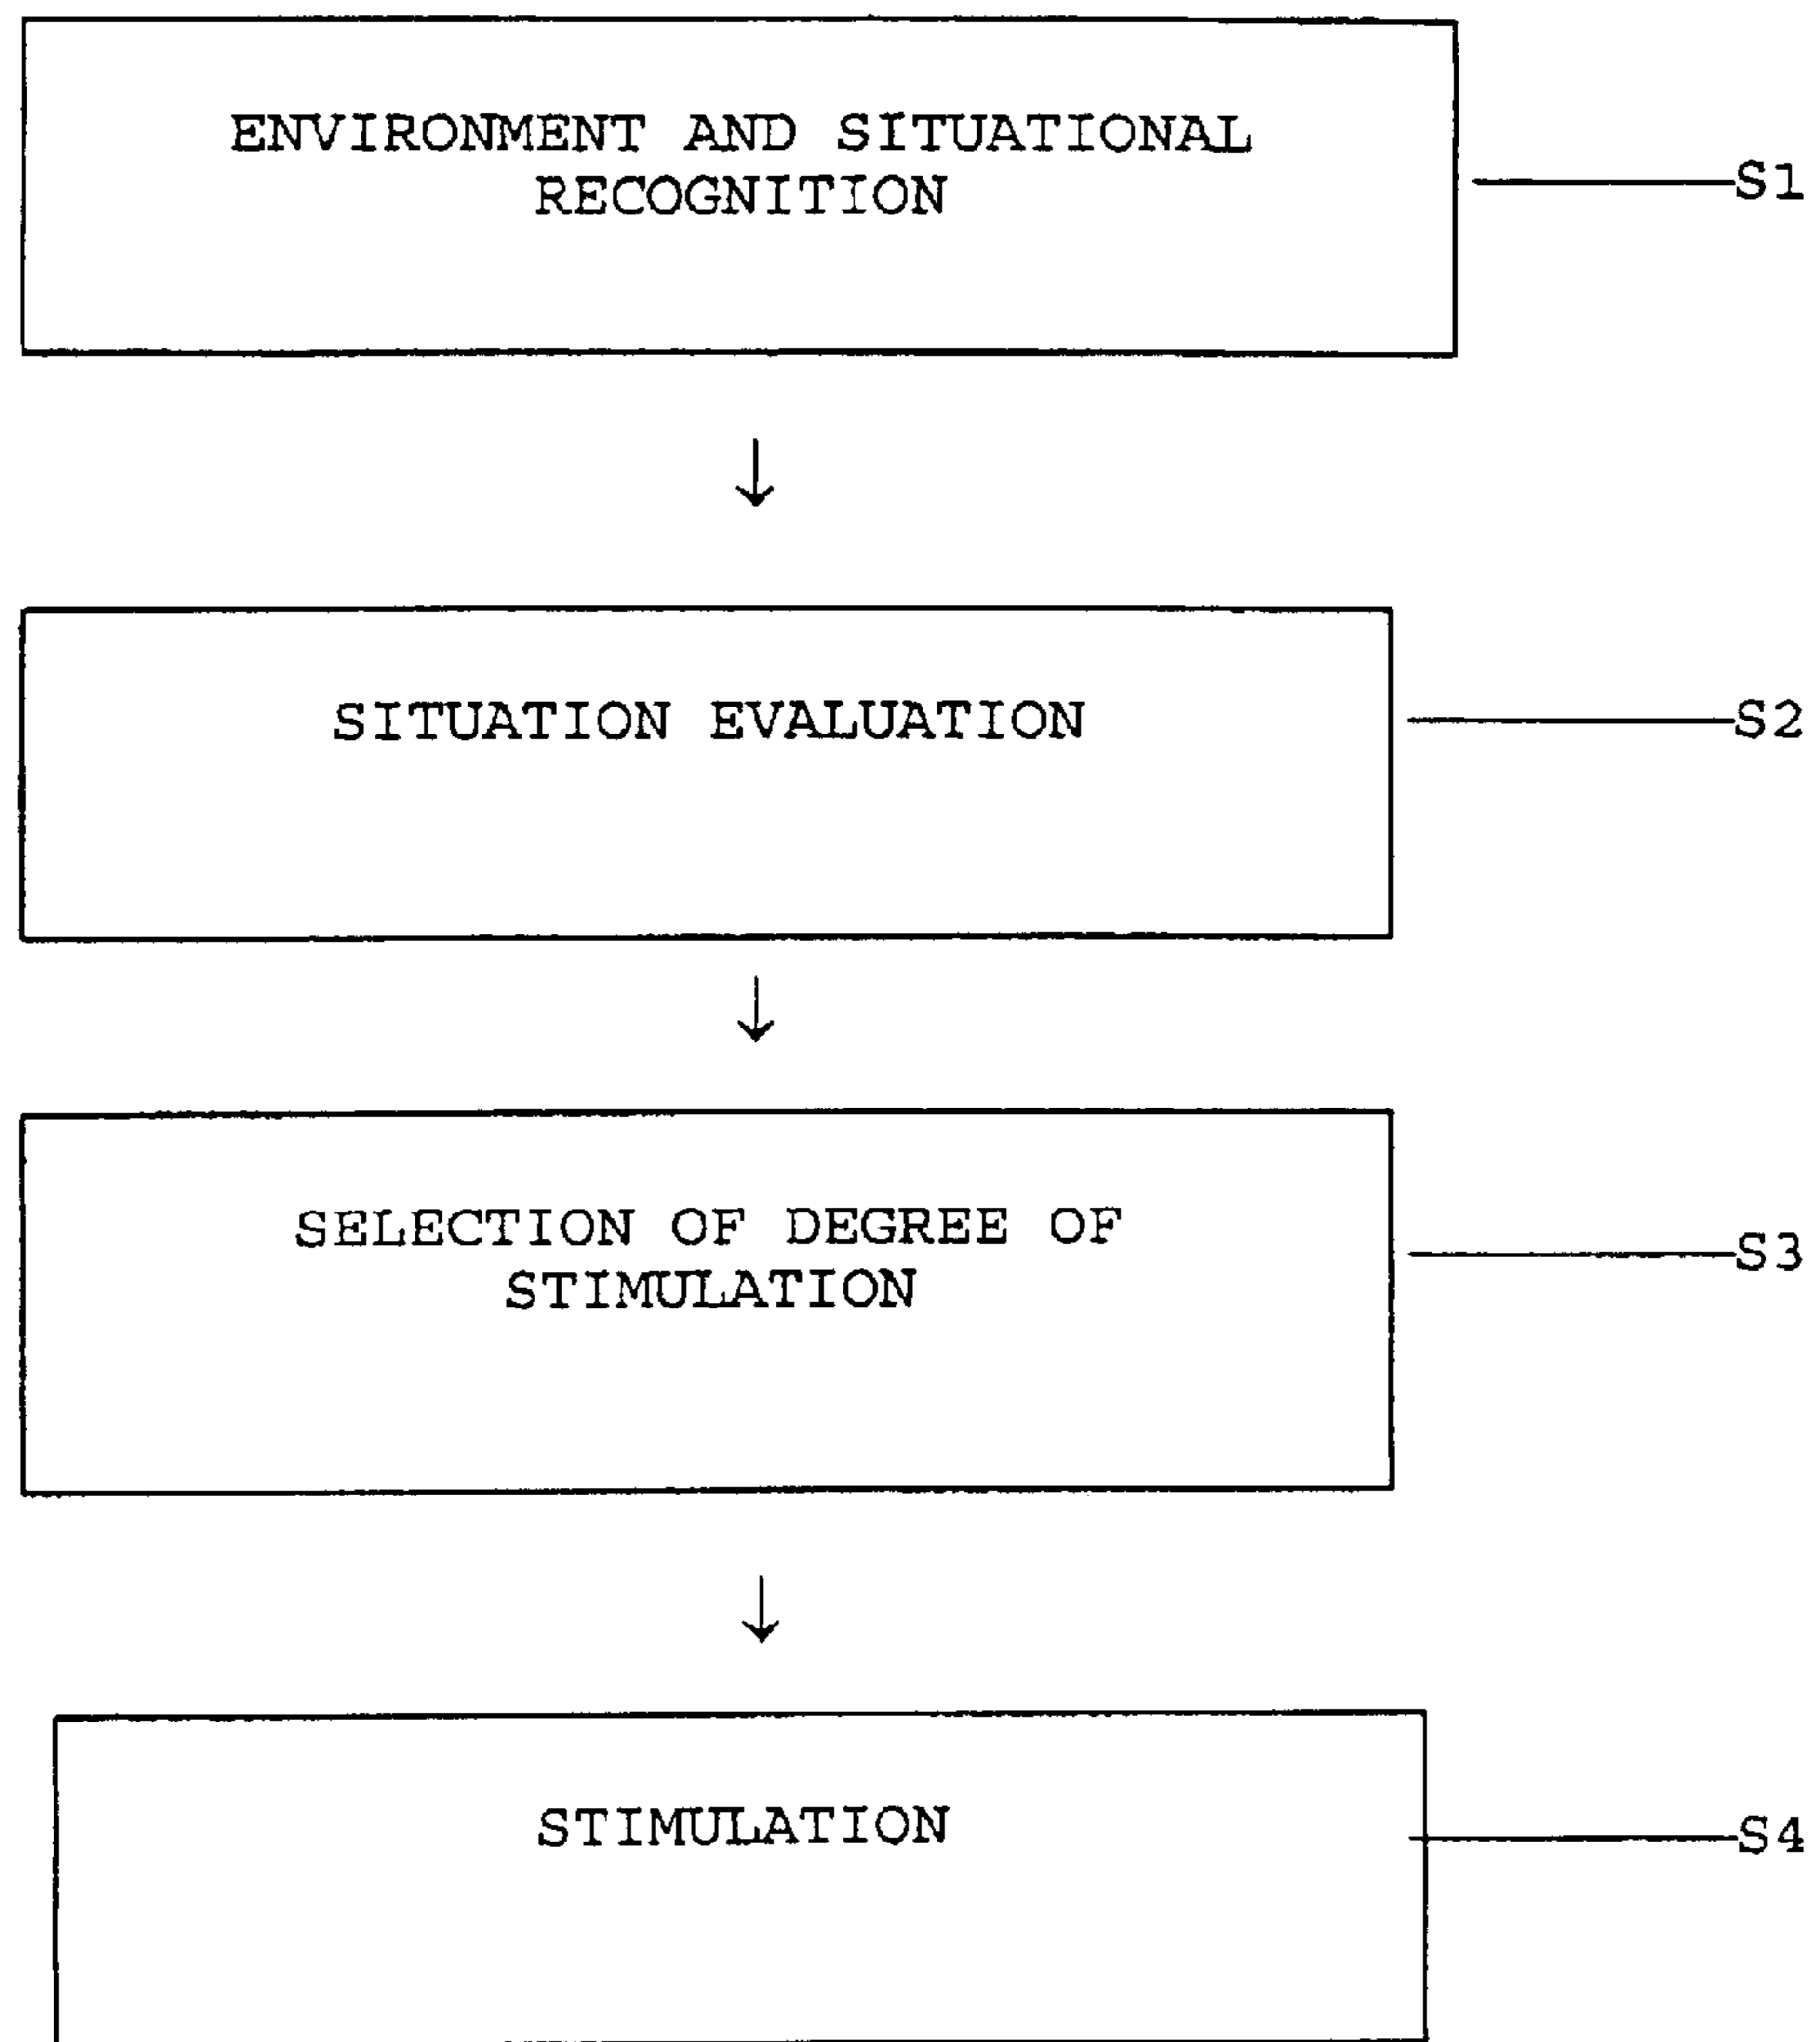 ENVIRONMENT AND SITUATIONAL
RECOGNITION
S1
↓
SITUATION EVALUATION
S2
↓
SELECTION OF DEGREE OF
STIMULATION
S3
↓
STIMULATION
S4